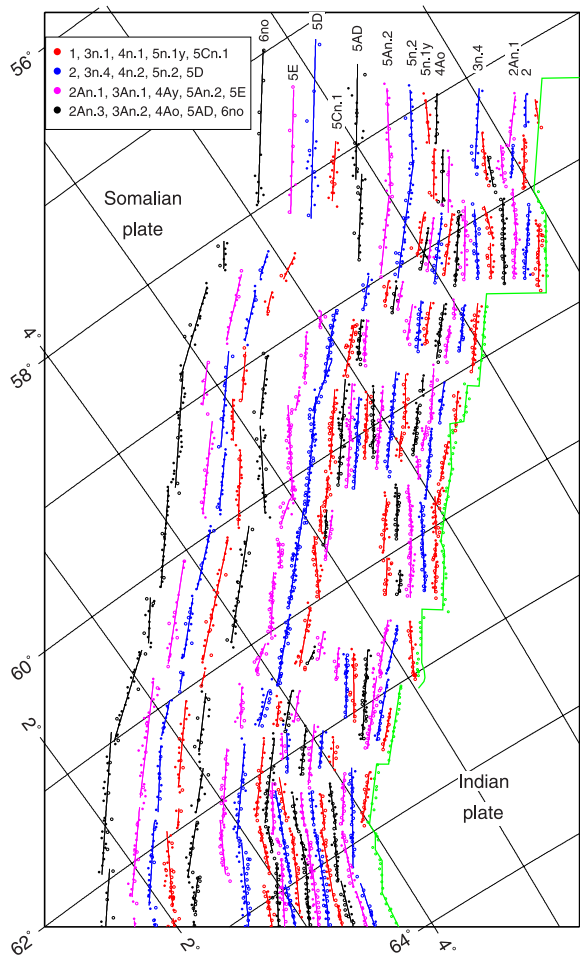 56°
6no
5E
5D
5Cn.1
5AD
5An.2
5n.2
5n.1y
4Ao
3n.4
2An.1
2
1, 3n.1, 4n.1, 5n.1y, 5Cn.1
2, 3n.4, 4n.2, 5n.2, 5D
2An.1, 3An.1, 4Ay, 5An.2, 5E
2An.3, 3An.2, 4Ao, 5AD, 6no
Somalian
plate
4°
58°
60°
2°
Indian
plate
62°
2°
64°
4°